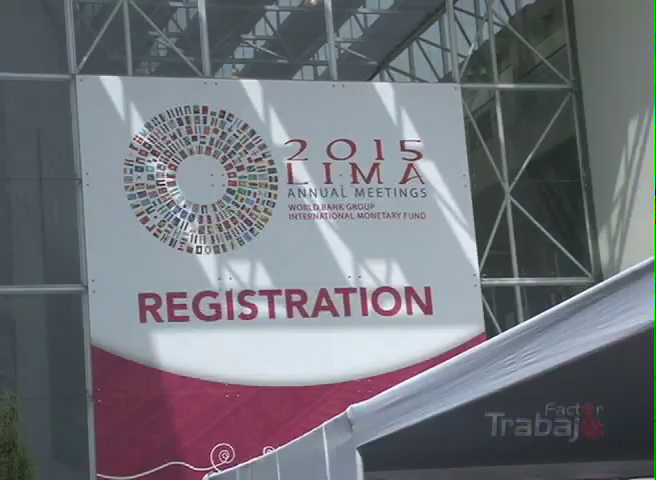 2015
LIMA
ANNUAL MEETINGS
WORLD BANK GROUP
INTERNATIONAL MONETARY FUND
REGISTRATION
Factor
Trabajo